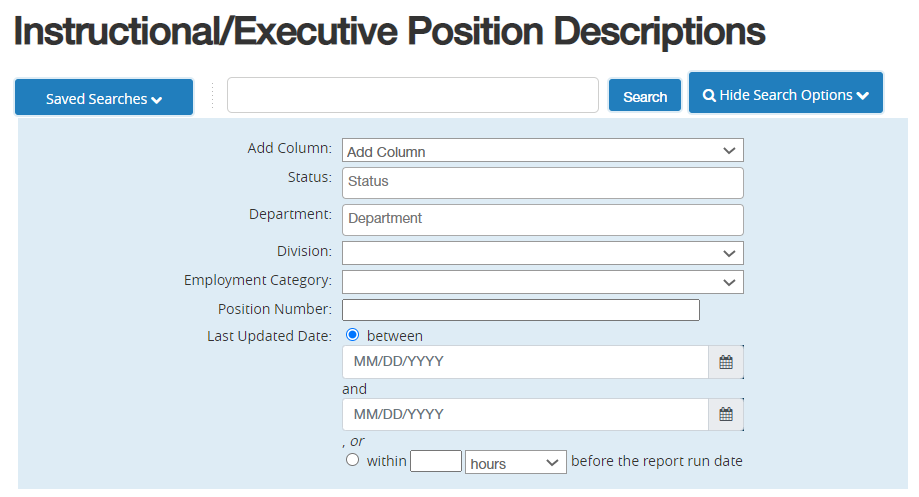 Instructional/Executive Position Descriptions
Saved Searches Search Hide Search Options
Add Column: Add Column
Status: Status
Department: Department
Division:
Employment Category:
Position Number:
Last Updated Date: between
MM/DD/YYYY
and
MM/DD/YYYY
, or
within hours before the report run date